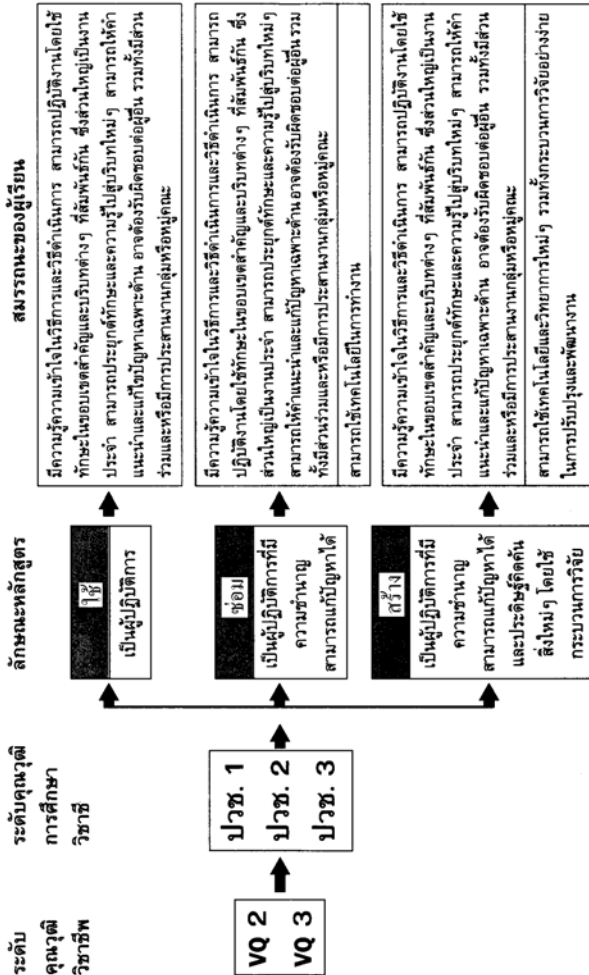 ระดับ
คุณวุฒิ
วิชาชีพ
VQ 2
VQ 3
ระดับคุณวุฒิ
การศึกษา
วิชาชี
ปวช. 1
ปวช. 2
ปวช. 3
ลักษณะหลักสูตร
ใช้
เป็นผู้ปฏิบัติการ
ซ่อม
เป็นผู้ปฏิบัติการที่มี
ความชำนาญ
สามารถแก้ปัญหาได้
สร้าง
เป็นผู้ปฏิบัติการที่มี
ความชำนาญ
สามารถแก้ปัญหาได้
และประดิษฐ์คิดค้น
สิ่งใหม่ๆ โดยใช้
กระบวนการวิจัย
สมรรถนะของผู้เรียน
มีความรู้ความเข้าใจในวิธีการและวิธีดำเนินการ สามารถปฏิบัติงานโดยใช้
ทักษะในขอบเขตสำคัญและบริบทต่างๆ ที่สัมพันธ์กัน ซึ่งส่วนใหญ่เป็นงาน
ประจำ สามารถประยุกต์ทักษะและความรู้ไปสู่บริบทใหม่ๆ สามารถให้คำ
แนะนำและแก้ไขปัญหาเฉพาะด้าน อาจต้องรับผิดชอบต่อผู้อื่น รวมทั้งมีส่วน
ร่วมและหรือมีการประสานงานกลุ่มหรือหมู่คณะ
มีความรู้ความเข้าใจในวิธีการและวิธีดำเนินการ สามารถ
ปฏิบัติงานโดยใช้ทักษะในขอบเขตสำคัญและบริบทต่างๆ ที่สัมพันธ์กัน ซึ่ง
ส่วนใหญ่เป็นงานประจำ สามารถประยุกต์ทักษะและความรู้ไปสู่บริบทใหม่ๆ
สามารถให้คำแนะนำและแก้ปัญหาเฉพาะด้าน อาจต้องรับผิดชอบต่อผู้อื่น รวม
ทั้งมีส่วนร่วมและหรือมีการประสานงานกลุ่มหรือหมู่คณะ
สามารถใช้เทคโนโลยีในการทำงาน
มีความรู้ความเข้าใจในวิธีการและวิธีดำเนินการ สามารถปฏิบัติงานโดยใช้
ทักษะในขอบเขตสำคัญและบริบทต่างๆ ที่สัมพันธ์กัน ซึ่งส่วนใหญ่เป็นงาน
ประจำ สามารถประยุกต์ทักษะและความรู้ไปสู่บริบทใหม่ๆ สามารถให้คำ
แนะนำและแก้ปัญหาเฉพาะด้าน อาจต้องรับผิดชอบต่อผู้อื่น รวมทั้งมีส่วน
ร่วมและหรือมีการประสานงานกลุ่มหรือหมู่คณะ
สามารถใช้เทคโนโลยีและวิทยาการใหม่ๆ รวมทั้งกระบวนการวิจัยอย่างง่าย
ในการปรับปรุงและพัฒนางาน